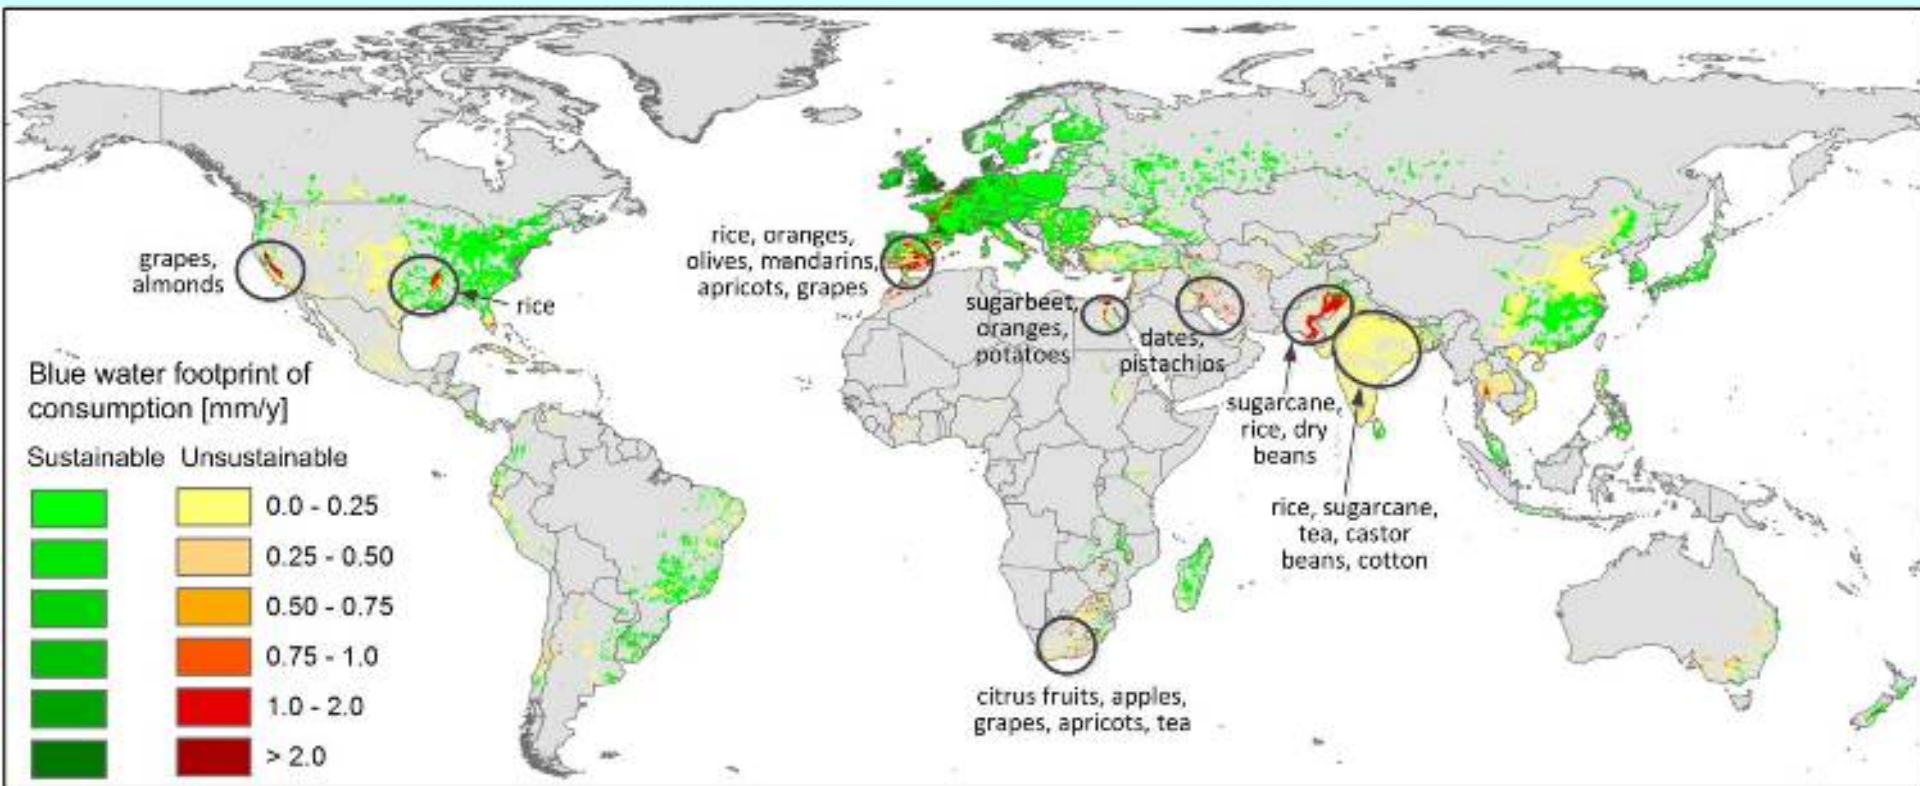 grapes,
almonds
rice
rice, oranges,
olives, mandarins,
apricots, grapes
sugarbeet,
oranges,
potatoes
dates,
pistachios
sugarcane,
rice, dry
beans
rice, sugarcane,
tea, castor
beans, cotton
citrus fruits, apples,
grapes, apricots, tea
Blue water footprint of
consumption [mm/y]
Sustainable Unsustainable
0.0 - 0.25
0.25 - 0.50
0.50 - 0.75
0.75 - 1.0
1.0 - 2.0
> 2.0